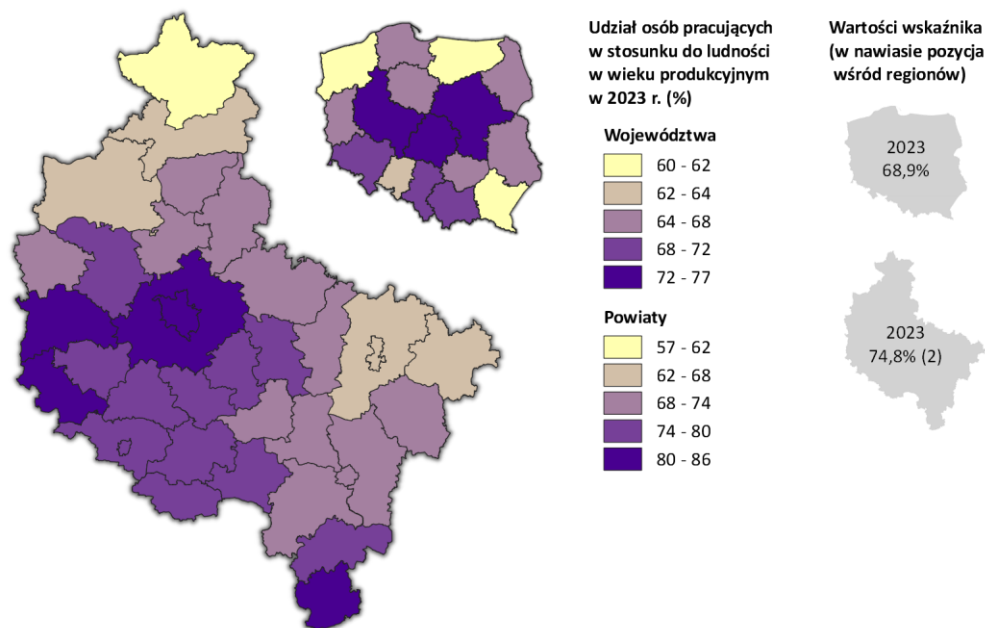 Udział osób pracujących
w stosunku do ludności
w wieku produkcyjnym
w 2023 r. (%)
Województwa
60 - 62
62 - 64
64 - 68
68 - 72
72 - 77
Powiaty
57 - 62
62 - 68
68 - 74
74 - 80
80 - 86
Wartości wskaźnika
(w nawiasie pozycja
wśród regionów)
2023
68,9%
2023
74,8% (2)